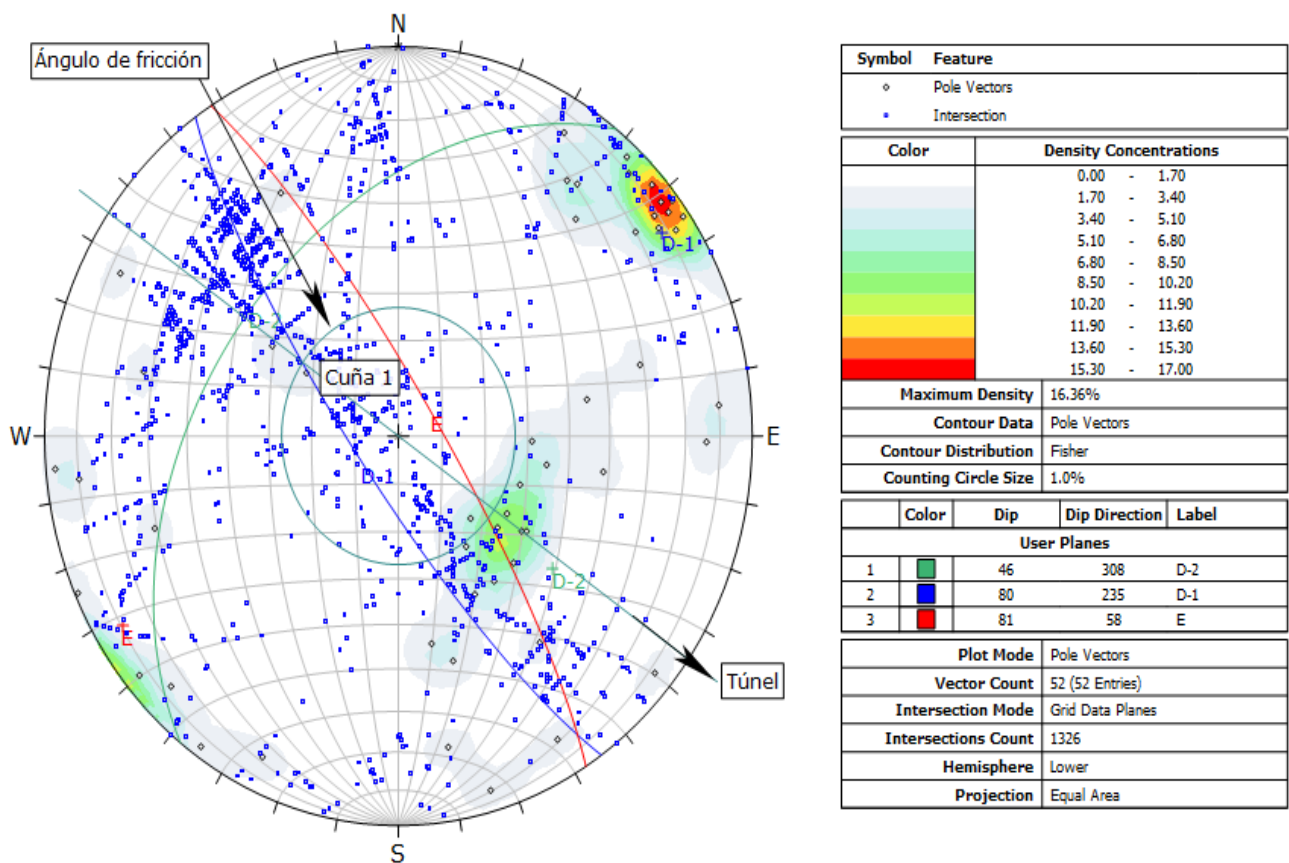 N
Ángulo de fricción
D-1
D-2
Cuña 1
W
E
E
D-1
D-2
E
Túnel
S
Symbol Feature
Pole Vectors
Intersection
Color Density Concentrations
0.00 - 1.70
1.70 - 3.40
3.40 - 5.10
5.10 - 6.80
6.80 - 8.50
8.50 - 10.20
10.20 - 11.90
11.90 - 13.60
13.60 - 15.30
15.30 - 17.00
Maximum Density 16.36%
Contour Data Pole Vectors
Contour Distribution Fisher
Counting Circle Size 1.0%
Color Dip Dip Direction Label
User Planes
1 46 308 D-2
2 80 235 D-1
3 81 58 E
Plot Mode Pole Vectors
Vector Count 52 (52 Entries)
Intersection Mode Grid Data Planes
Intersections Count 1326
Hemisphere Lower
Projection Equal Area